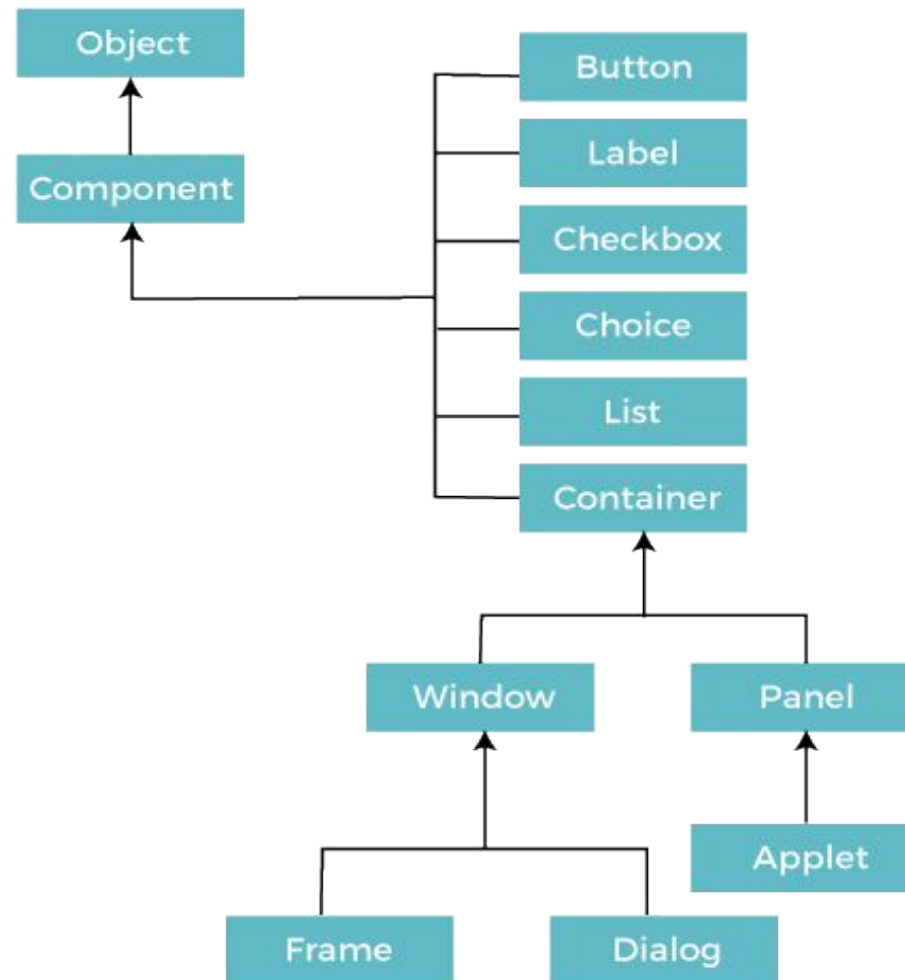 Object
Component
Button
Label
Checkbox
Choice
List
Container
Window
Panel
Applet
Frame
Dialog